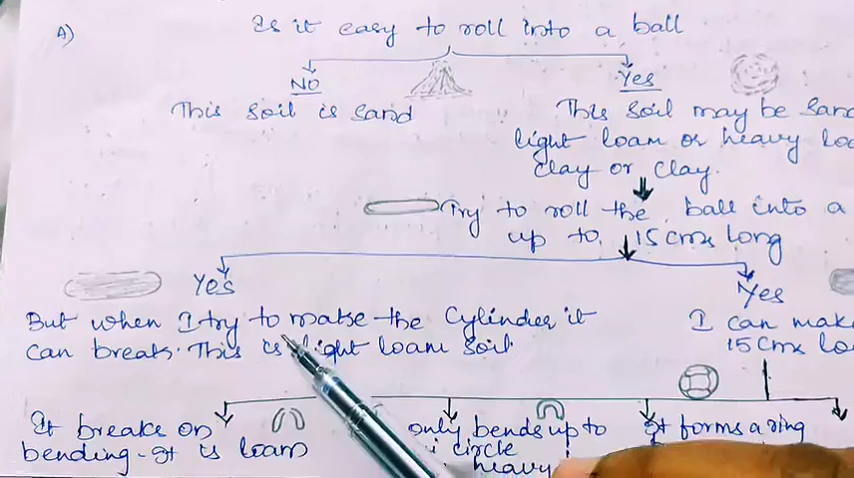 A)
Is it easy to roll into a ball
No
Yes
This soil is sand
This soil may be
light loam or heavy
clay or clay.
Try to roll the ball into a
up to 15 cms long
Yes
Yes
But when I try to make the cylinder it
can break. This is light loam soil.
I can make
15 cms
It breaks on
bending. It is loam
only bends up to
circle
heavy
It forms a ring